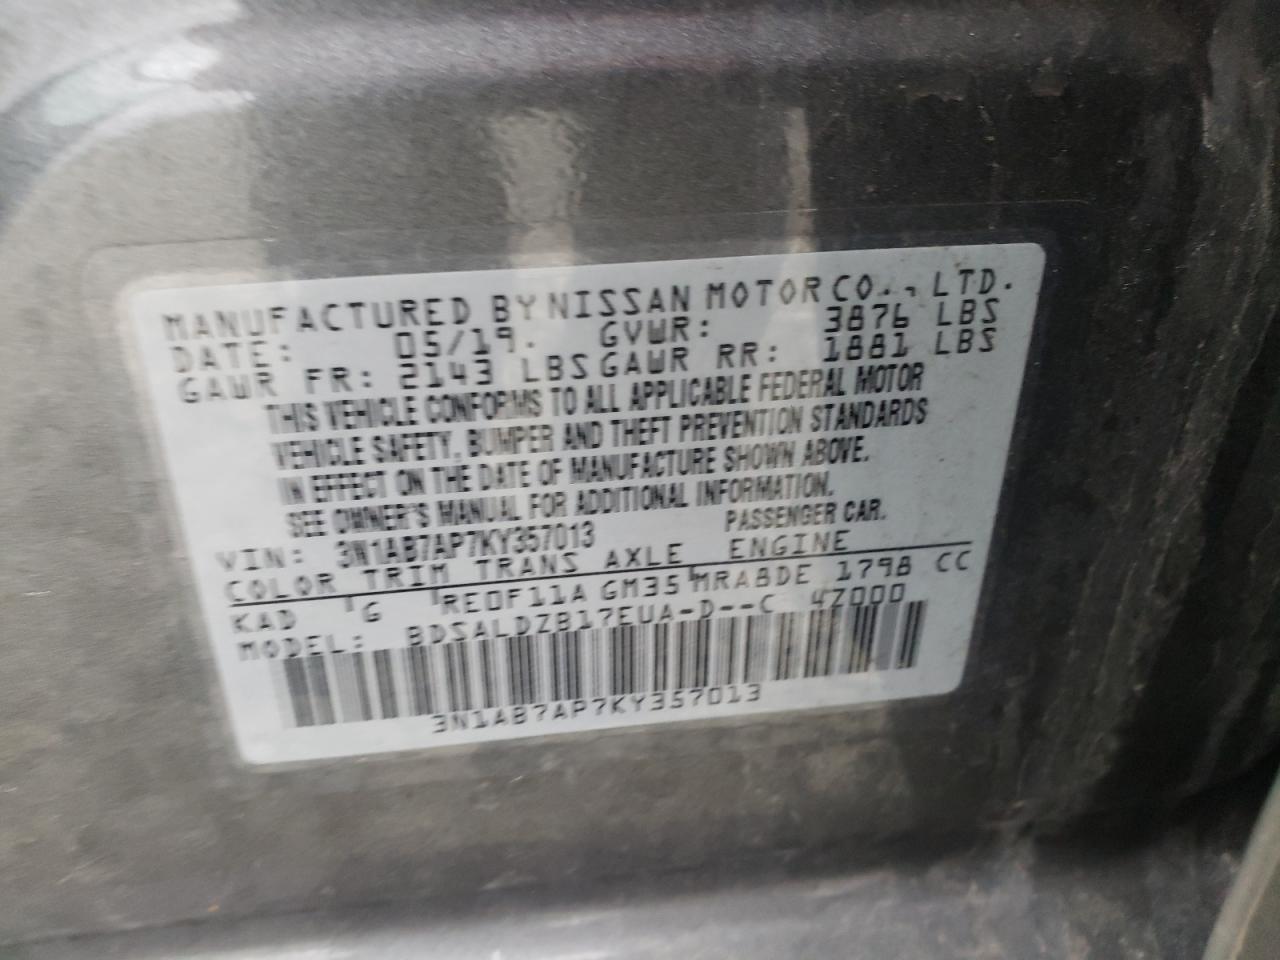 MANUFACTURED BY NISSAN MOTOR CO., LTD.
DATE: 05/19. GVWR: 3876 LBS
GAWR FR: 2143 LBS GAWR RR: 1881 LBS
THIS VEHICLE CONFORMS TO ALL APPLICABLE FEDERAL MOTOR
VEHICLE SAFETY, BUMPER AND THEFT PREVENTION STANDARDS
IN EFFECT ON THE DATE OF MANUFACTURE SHOWN ABOVE.
SEE OWNER'S MANUAL FOR ADDITIONAL INFORMATION.
VIN: 3N1AB7AP7KY357013 PASSENGER CAR.
COLOR TRIM TRANS AXLE ENGINE
KAD G RE0F11A GM35 MRA8DE 1798 CC
MODEL: BDSALDZB17EUA-D--C 47000
3N1AB7AP7KY357013